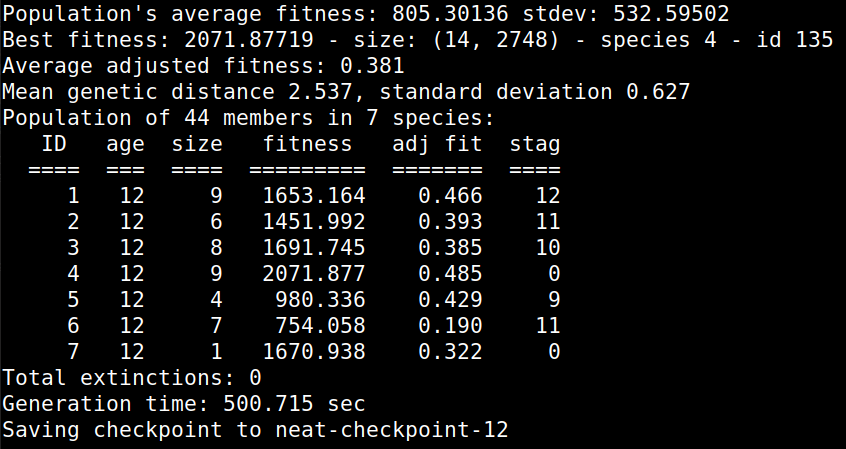 Population's average fitness: 805.30136 stdev: 532.59502
Best fitness: 2071.87719 - size: (14, 2748) - species 4 - id 135
Average adjusted fitness: 0.381
Mean genetic distance 2.537, standard deviation 0.627
Population of 44 members in 7 species:
   ID   age  size   fitness   adj fit  stag
  ====  ===  ====  =========  =======  ====
     1   12     9   1653.164    0.466    12
     2   12     6   1451.992    0.393    11
     3   12     8   1691.745    0.385    10
     4   12     9   2071.877    0.485     0
     5   12     4    980.336    0.429     9
     6   12     7    754.058    0.190    11
     7   12     1   1670.938    0.322     0
Total extinctions: 0
Generation time: 500.715 sec
Saving checkpoint to neat-checkpoint-12